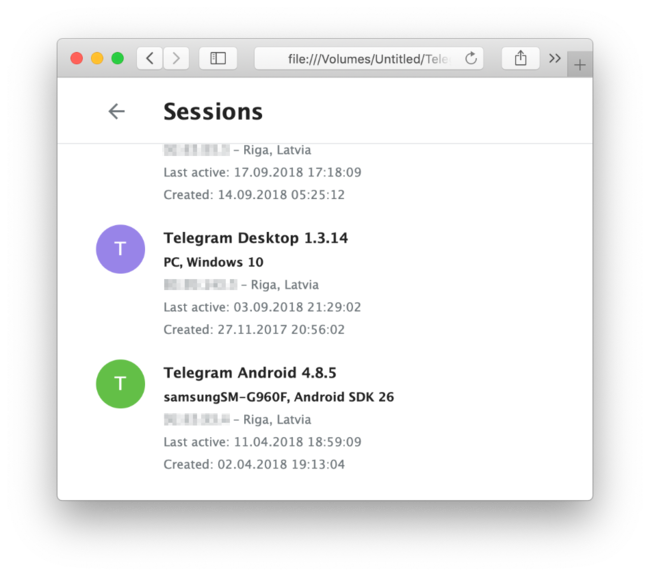 file:///Volumes/Untitled/Tele
Sessions
– Riga, Latvia
Last active: 17.09.2018 17:18:09
Created: 14.09.2018 05:25:12
T
Telegram Desktop 1.3.14
PC, Windows 10
– Riga, Latvia
Last active: 03.09.2018 21:29:02
Created: 27.11.2017 20:56:02
T
Telegram Android 4.8.5
samsungSM-G960F, Android SDK 26
– Riga, Latvia
Last active: 11.04.2018 18:59:09
Created: 02.04.2018 19:13:04